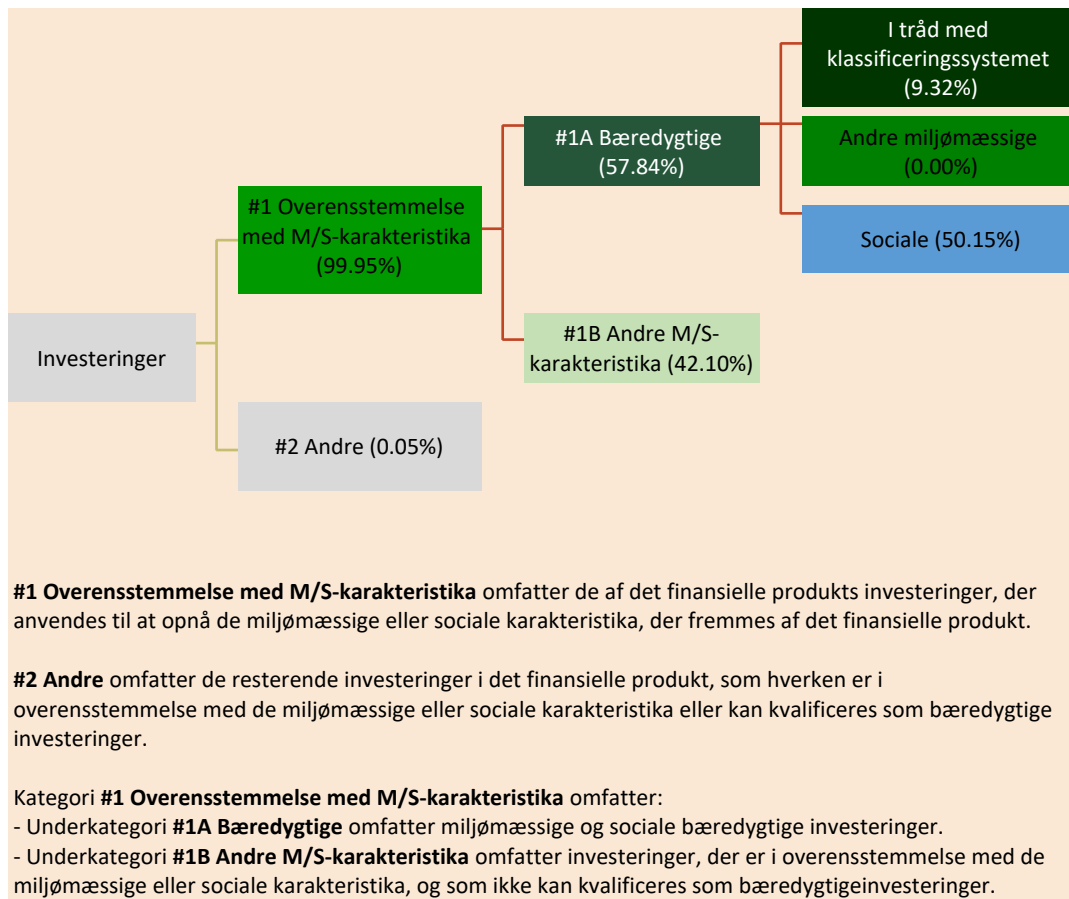 I tråd med
klassificeringssystemet
(9.32%)
#1A Bæredygtige
(57.84%)
Andre miljømæssige
(0.00%)
#1 Overensstemmelse
med M/S-karakteristika
(99.95%)
Sociale (50.15%)
Investeringer
#1B Andre M/S-
karakteristika (42.10%)
#2 Andre (0.05%)
#1 Overensstemmelse med M/S-karakteristika omfatter de af det finansielle produkts investeringer, der
anvendes til at opnå de miljømæssige eller sociale karakteristika, der fremmes af det finansielle produkt.
#2 Andre omfatter de resterende investeringer i det finansielle produkt, som hverken er i
overensstemmelse med de miljømæssige eller sociale karakteristika eller kan kvalificeres som bæredygtige
investeringer.
Kategori #1 Overensstemmelse med M/S-karakteristika omfatter:
- Underkategori #1A Bæredygtige omfatter miljømæssige og sociale bæredygtige investeringer.
- Underkategori #1B Andre M/S-karakteristika omfatter investeringer, der er i overensstemmelse med de
miljømæssige eller sociale karakteristika, og som ikke kan kvalificeres som bæredygtigeinvesteringer.